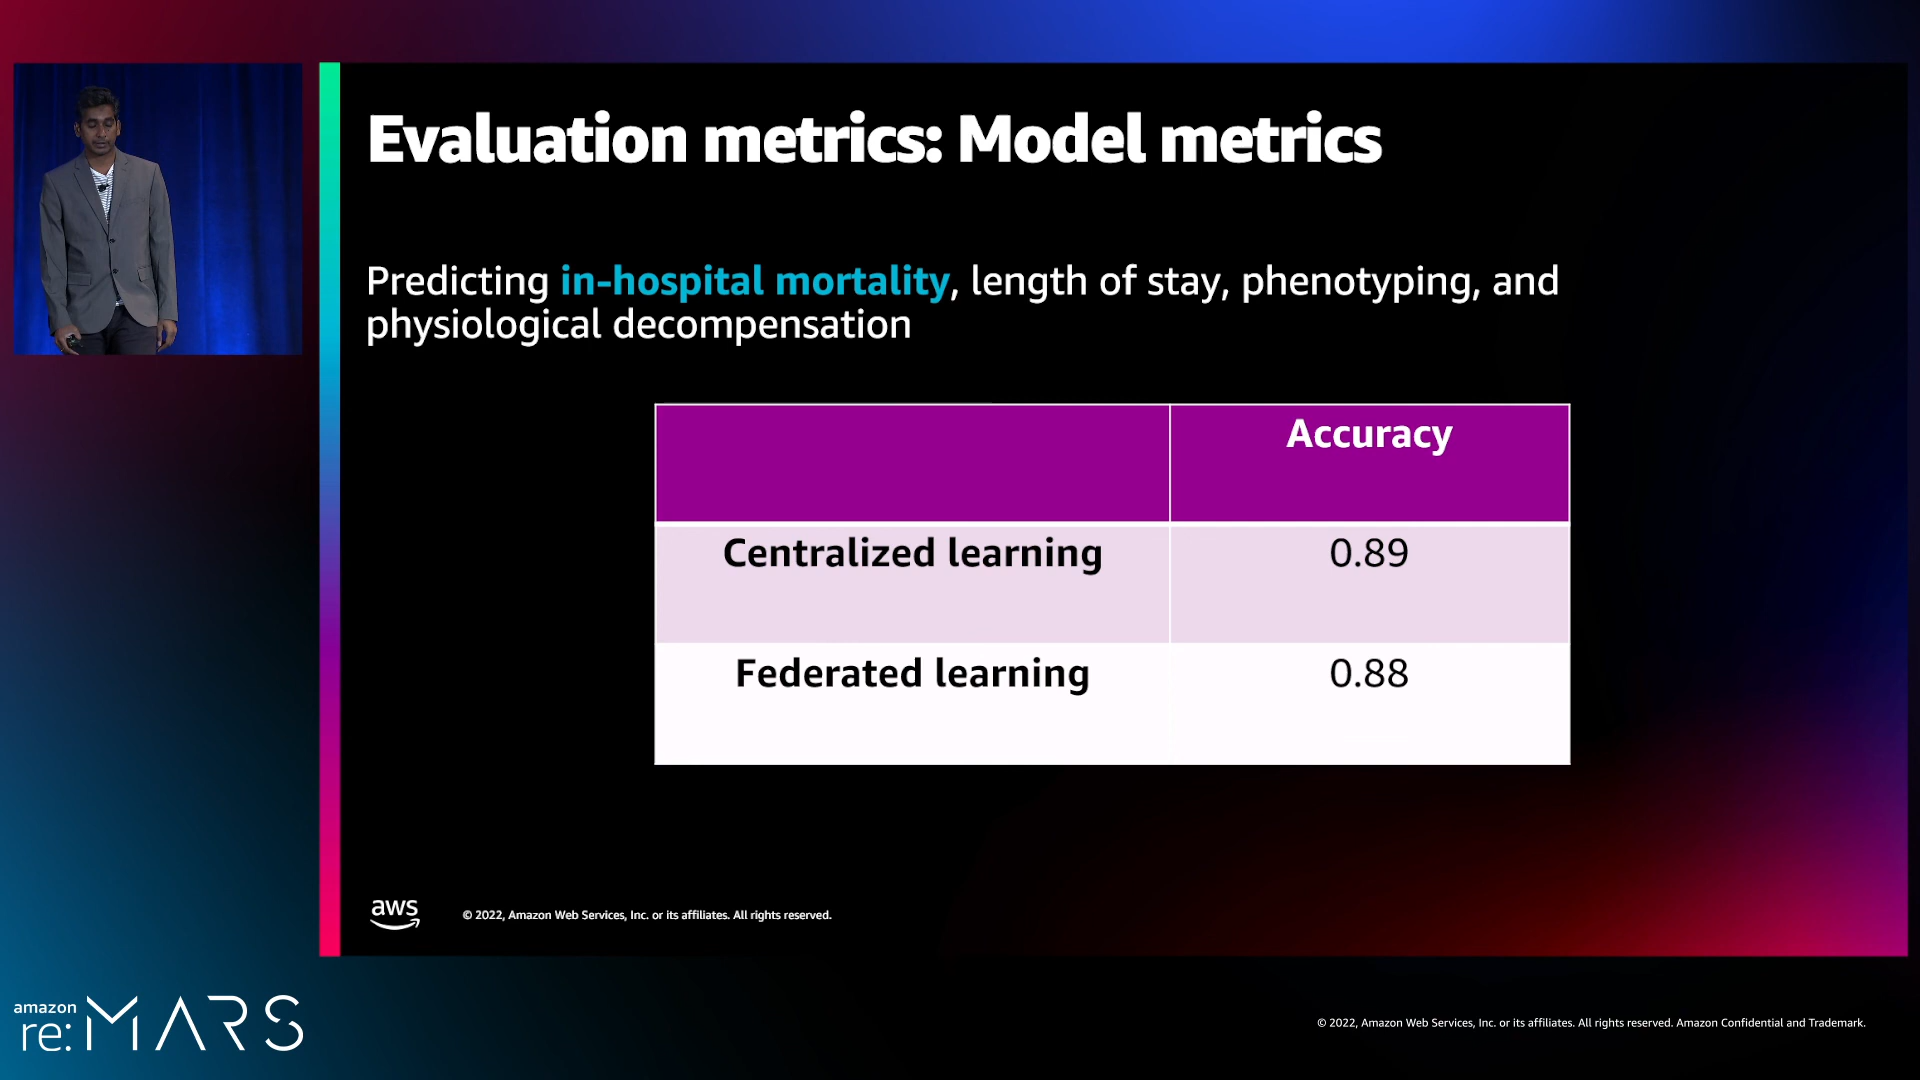 Evaluation metrics: Model metrics
Predicting in-hospital mortality, length of stay, phenotyping, and
physiological decompensation
Accuracy
Centralized learning 0.89
Federated learning 0.88
aws
© 2022, Amazon Web Services, Inc. or its affiliates. All rights reserved.
amazon
re:MARS
© 2022, Amazon Web Services, Inc. or its affiliates. All rights reserved. Amazon Confidential and Trademark.